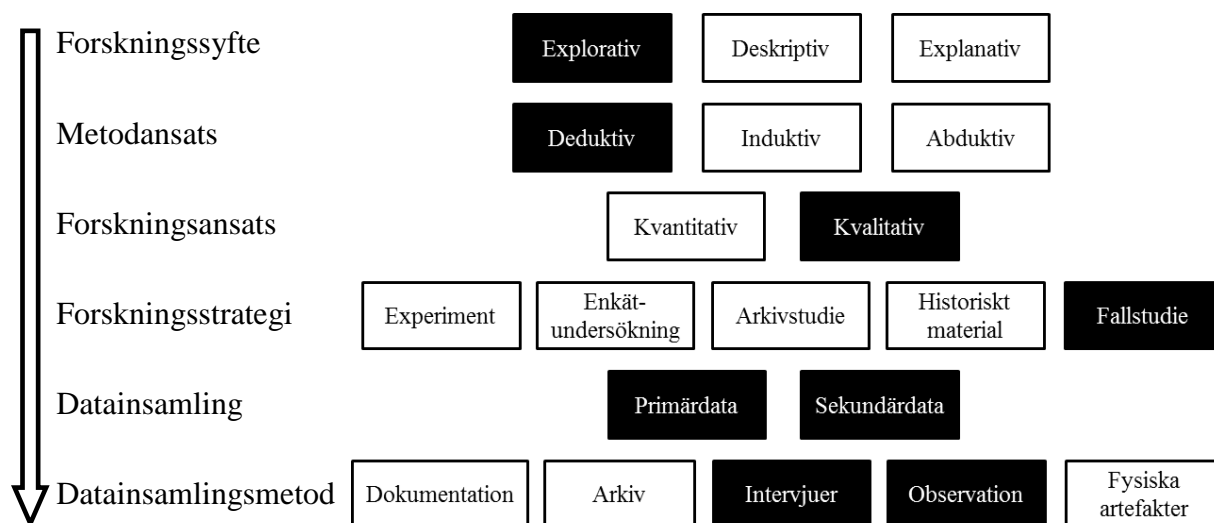 Forskningssyfte
Explorativ
Deskriptiv
Explanativ
Metodansats
Deduktiv
Induktiv
Abduktiv
Forskningsansats
Kvantitativ
Kvalitativ
Forskningsstrategi
Experiment
Enkät-
undersökning
Arkivstudie
Historiskt
material
Fallstudie
Datainsamling
Primärdata
Sekundärdata
Datainsamlingsmetod
Dokumentation
Arkiv
Intervjuer
Observation
Fysiska
artefakter